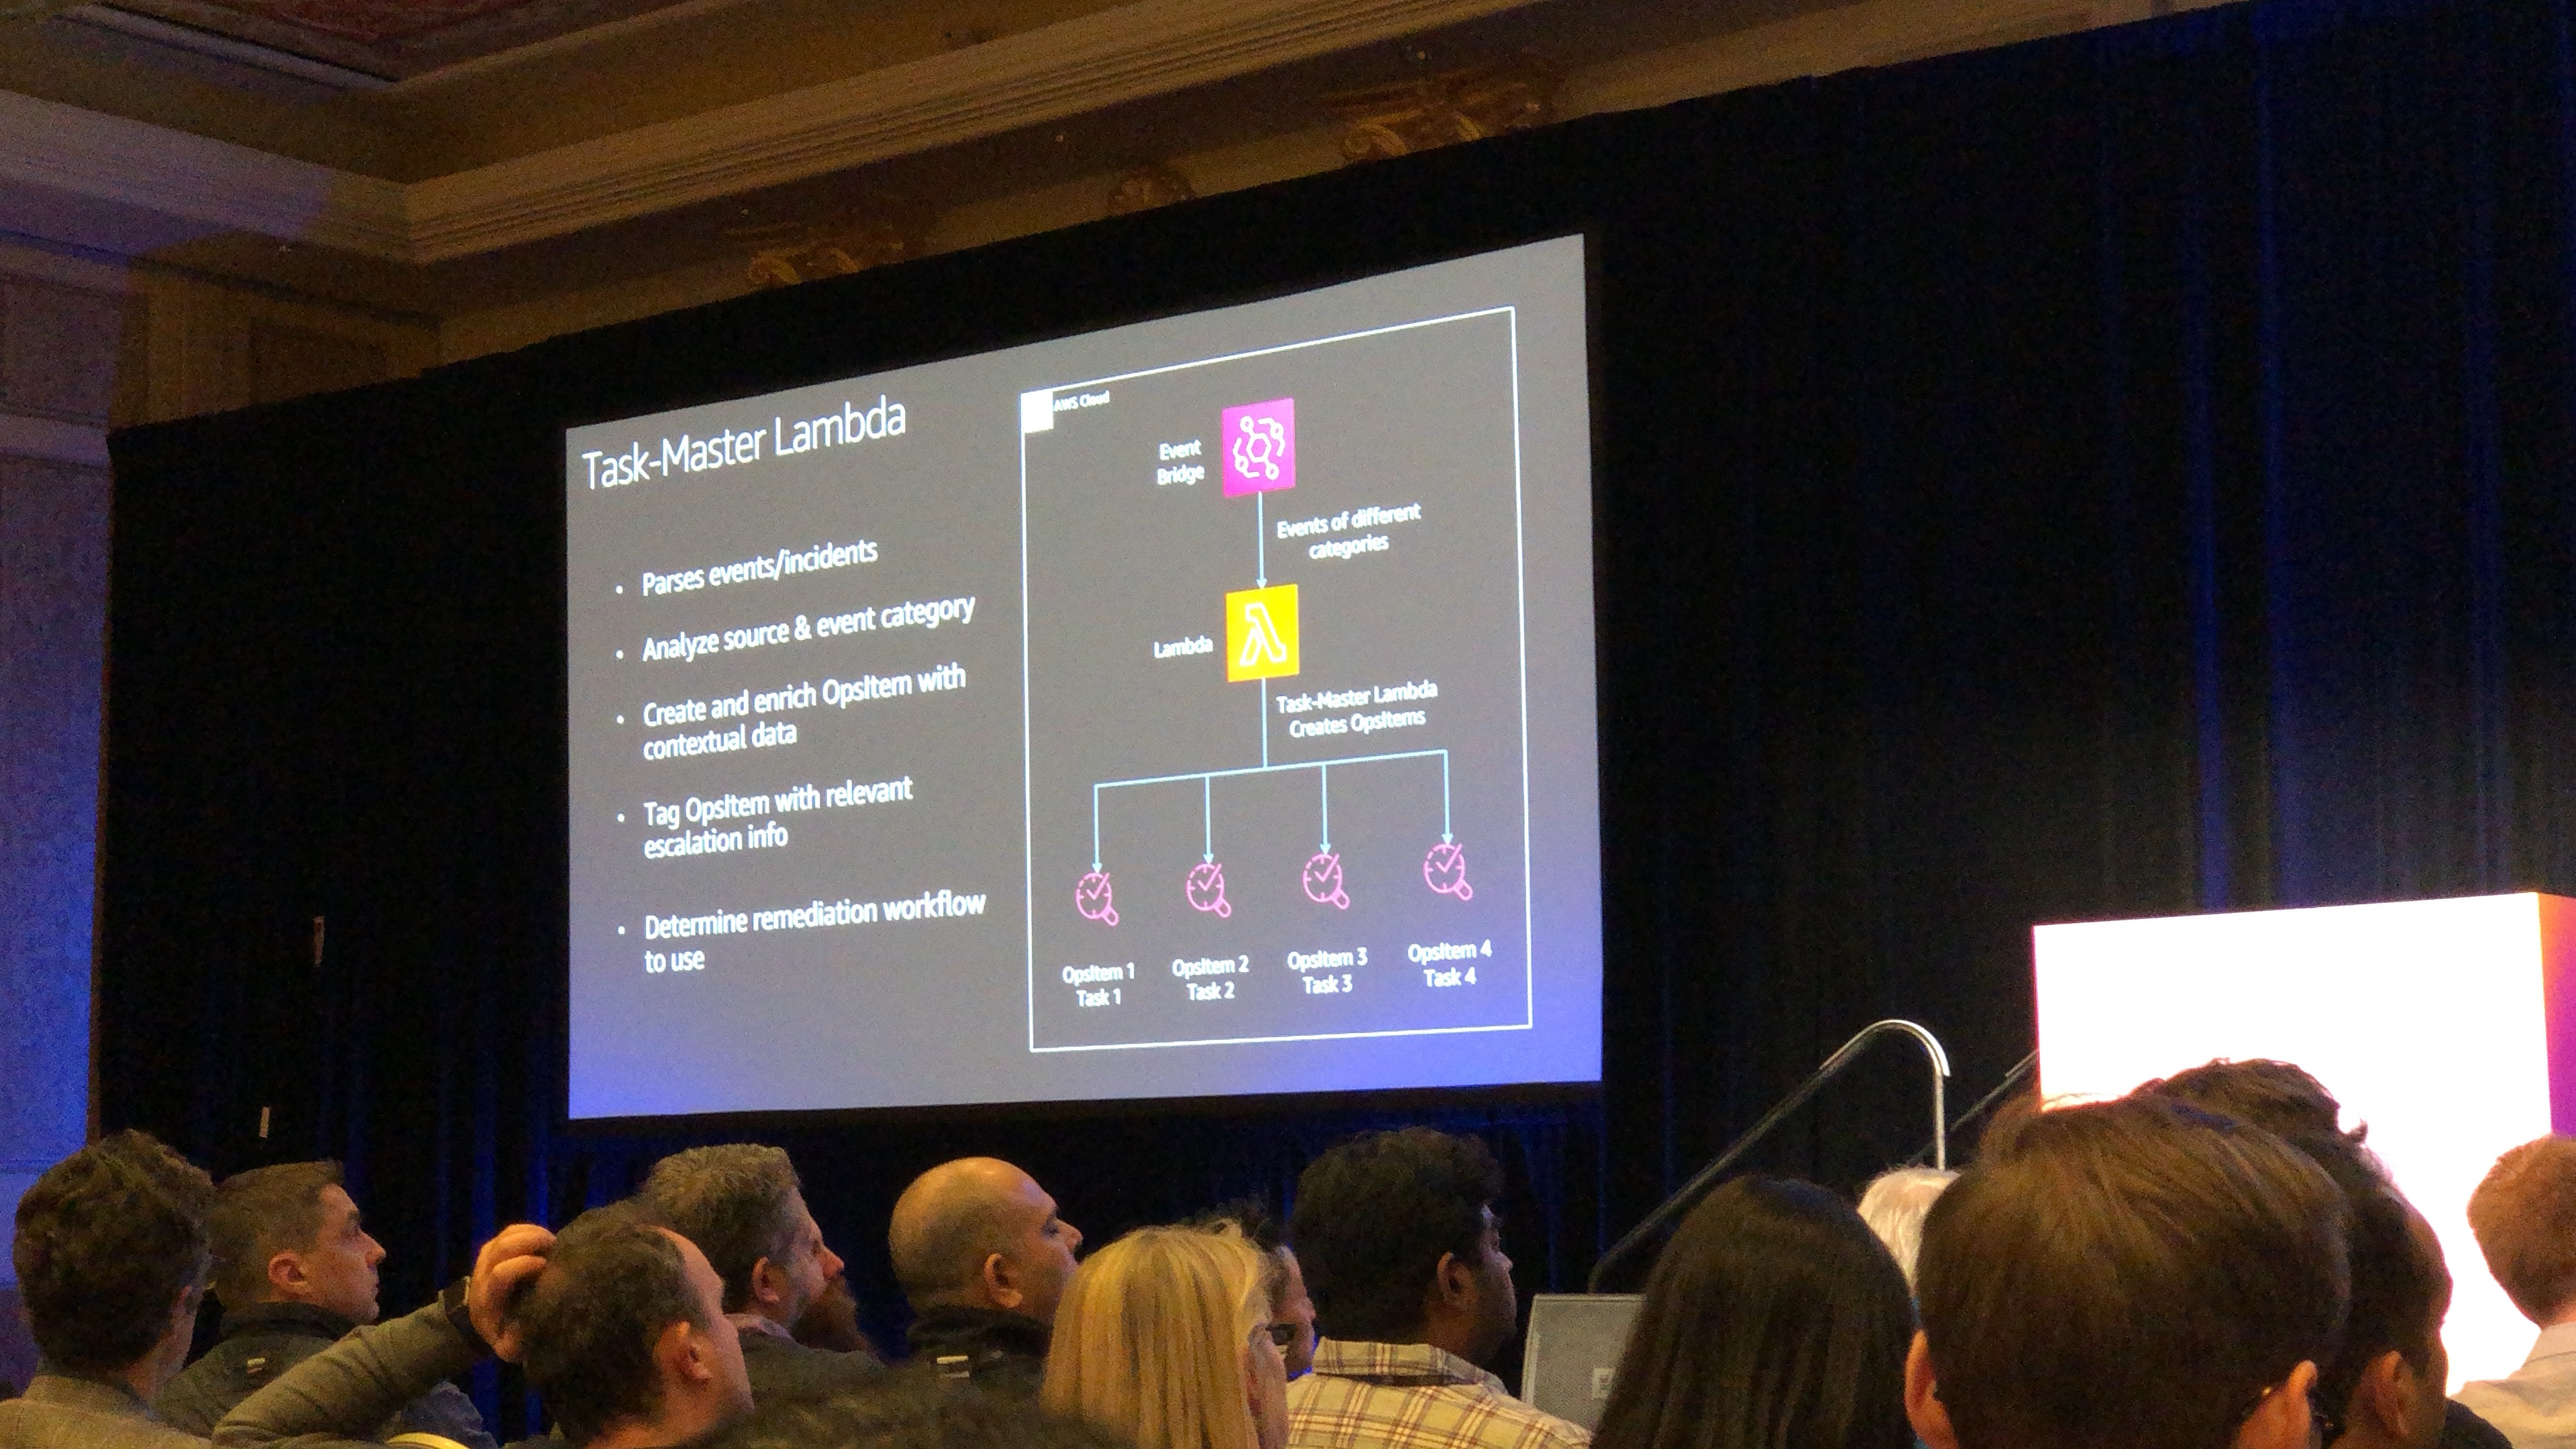 Task-Master Lambda
• Parses events/incidents
• Analyze source & event category
• Create and enrich OpsItem with
contextual data
• Tag OpsItem with relevant
escalation info
• Determine remediation workflow
to use
AWS Cloud
Event
Bridge
Events of different
categories
Lambda
Task-Master Lambda
Creates OpsItems
OpsItem 1
Task 1
OpsItem 2
Task 2
OpsItem 3
Task 3
OpsItem 4
Task 4